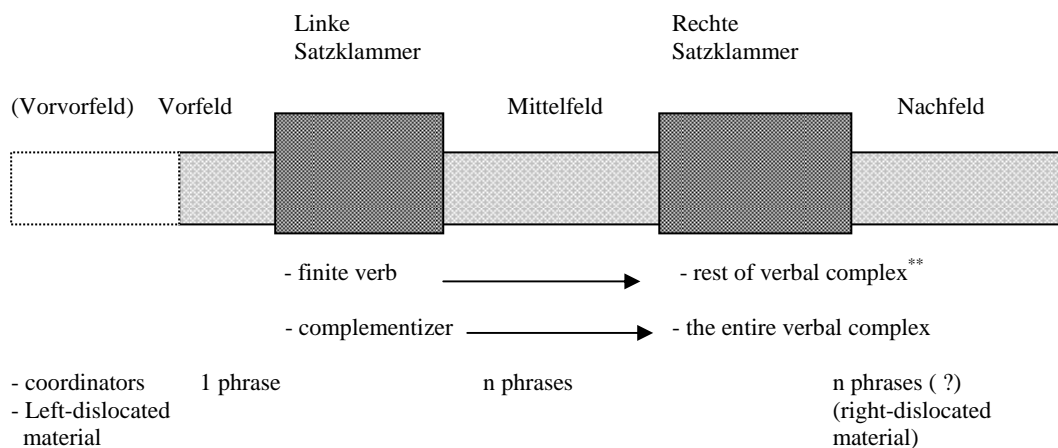 Linke
Satzklammer
Rechte
Satzklammer
(Vorvorfeld) Vorfeld Mittelfeld Nachfeld
- finite verb - rest of verbal complex**
- complementizer - the entire verbal complex
- coordinators 1 phrase n phrases n phrases ( ?)
- Left-dislocated (right-dislocated
material material)